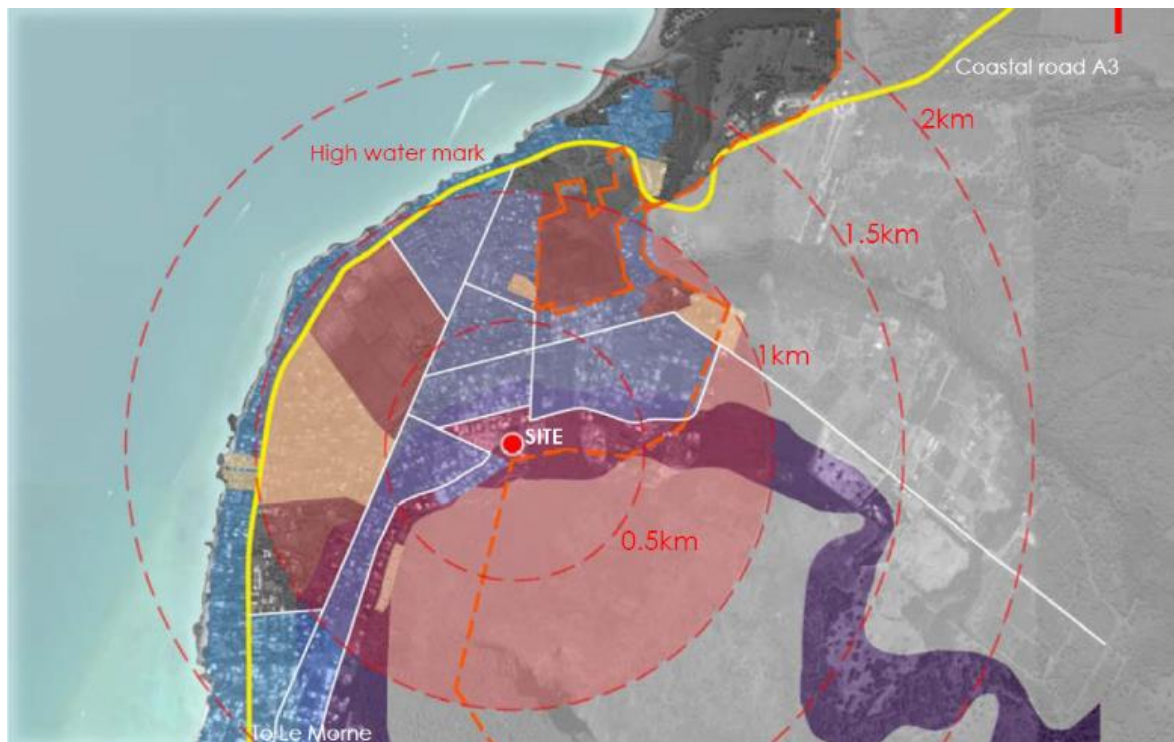 Coastal road A3
2km
High water mark
1.5km
1km
SITE
0.5km
To Le Morne